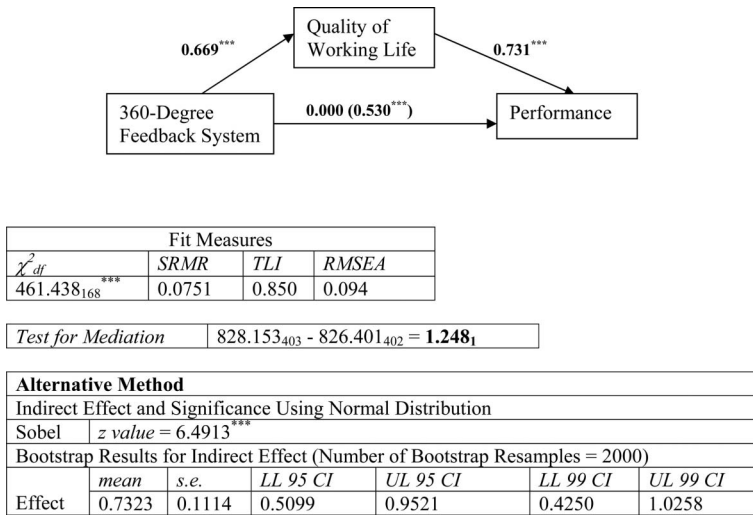 Quality of
Working Life
0.669***
0.731***
360-Degree
Feedback System
0.000 (0.530***)
Performance
Fit Measures
χ²df SRMR TLI RMSEA
461.438168*** 0.0751 0.850 0.094
Test for Mediation 828.153403 - 826.401402 = 1.2481
Alternative Method
Indirect Effect and Significance Using Normal Distribution
Sobel z value = 6.4913***
Bootstrap Results for Indirect Effect (Number of Bootstrap Resamples = 2000)
mean s.e. LL 95 CI UL 95 CI LL 99 CI UL 99 CI
Effect 0.7323 0.1114 0.5099 0.9521 0.4250 1.0258